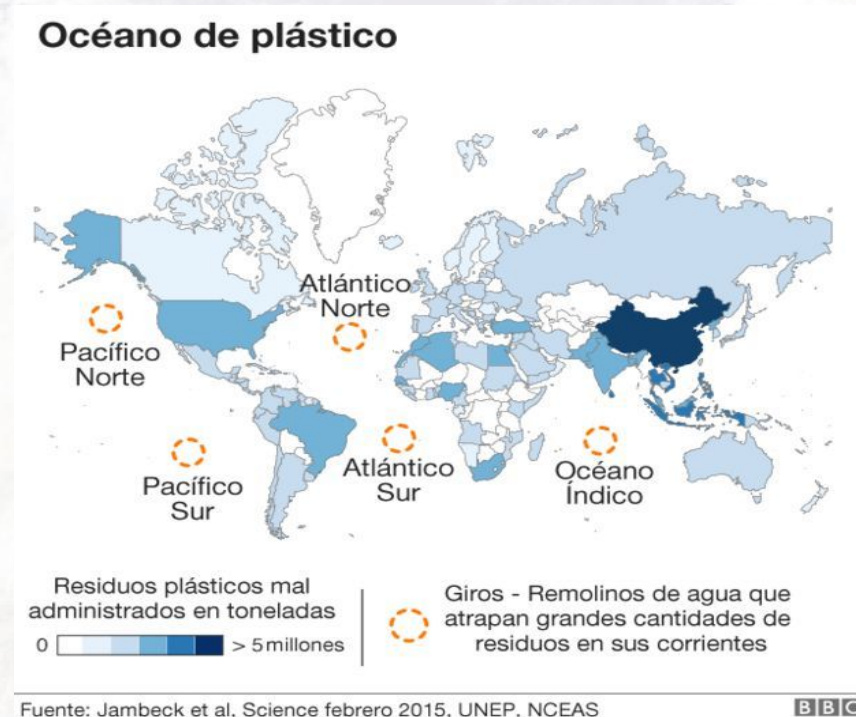 Océano de plástico
Atlántico
Norte
Pacífico
Norte
Pacífico
Sur
Atlántico
Sur
Océano
Índico
Residuos plásticos mal
administrados en toneladas
0 > 5 millones
Giros - Remolinos de agua que
atrapan grandes cantidades de
residuos en sus corrientes
Fuente: Jambeck et al, Science febrero 2015, UNEP, NCEAS
BBC